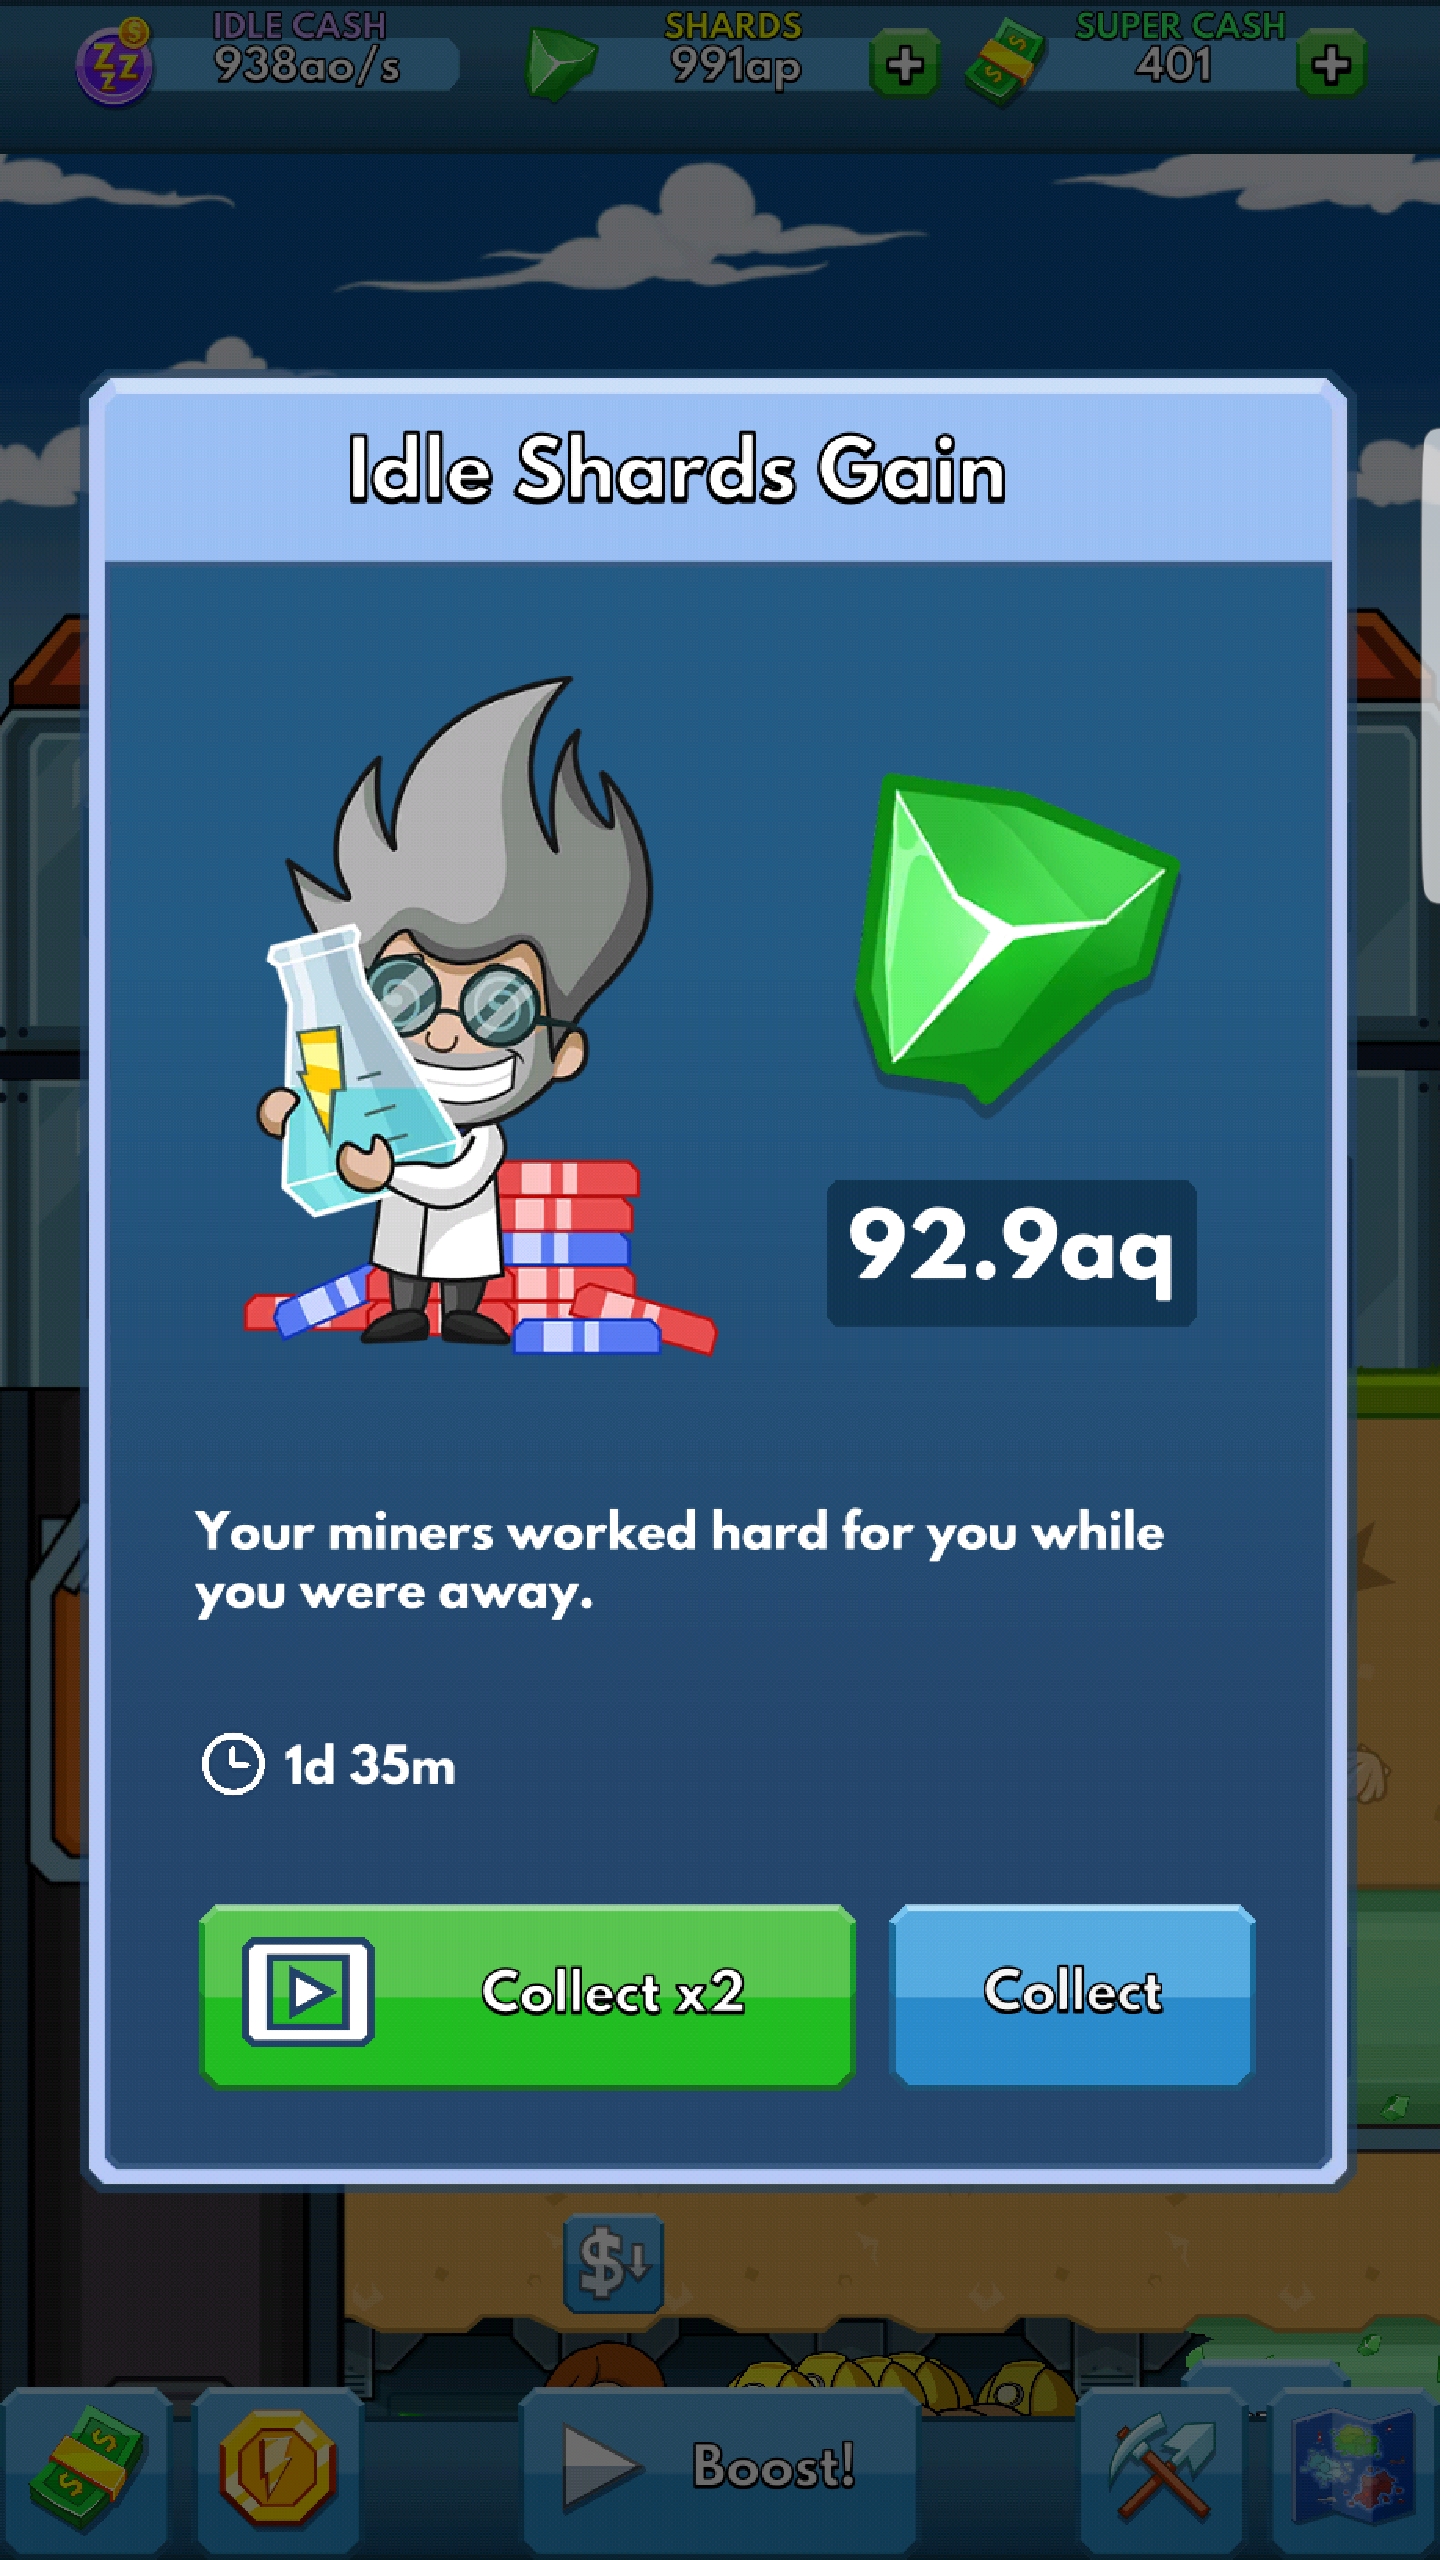 IDLE CASH
938ao/s
SHARDS
991ap
SUPER CASH
401
Idle Shards Gain
92.9aq
Your miners worked hard for you while
you were away.
1d 35m
Collect x2
Collect
Boost!